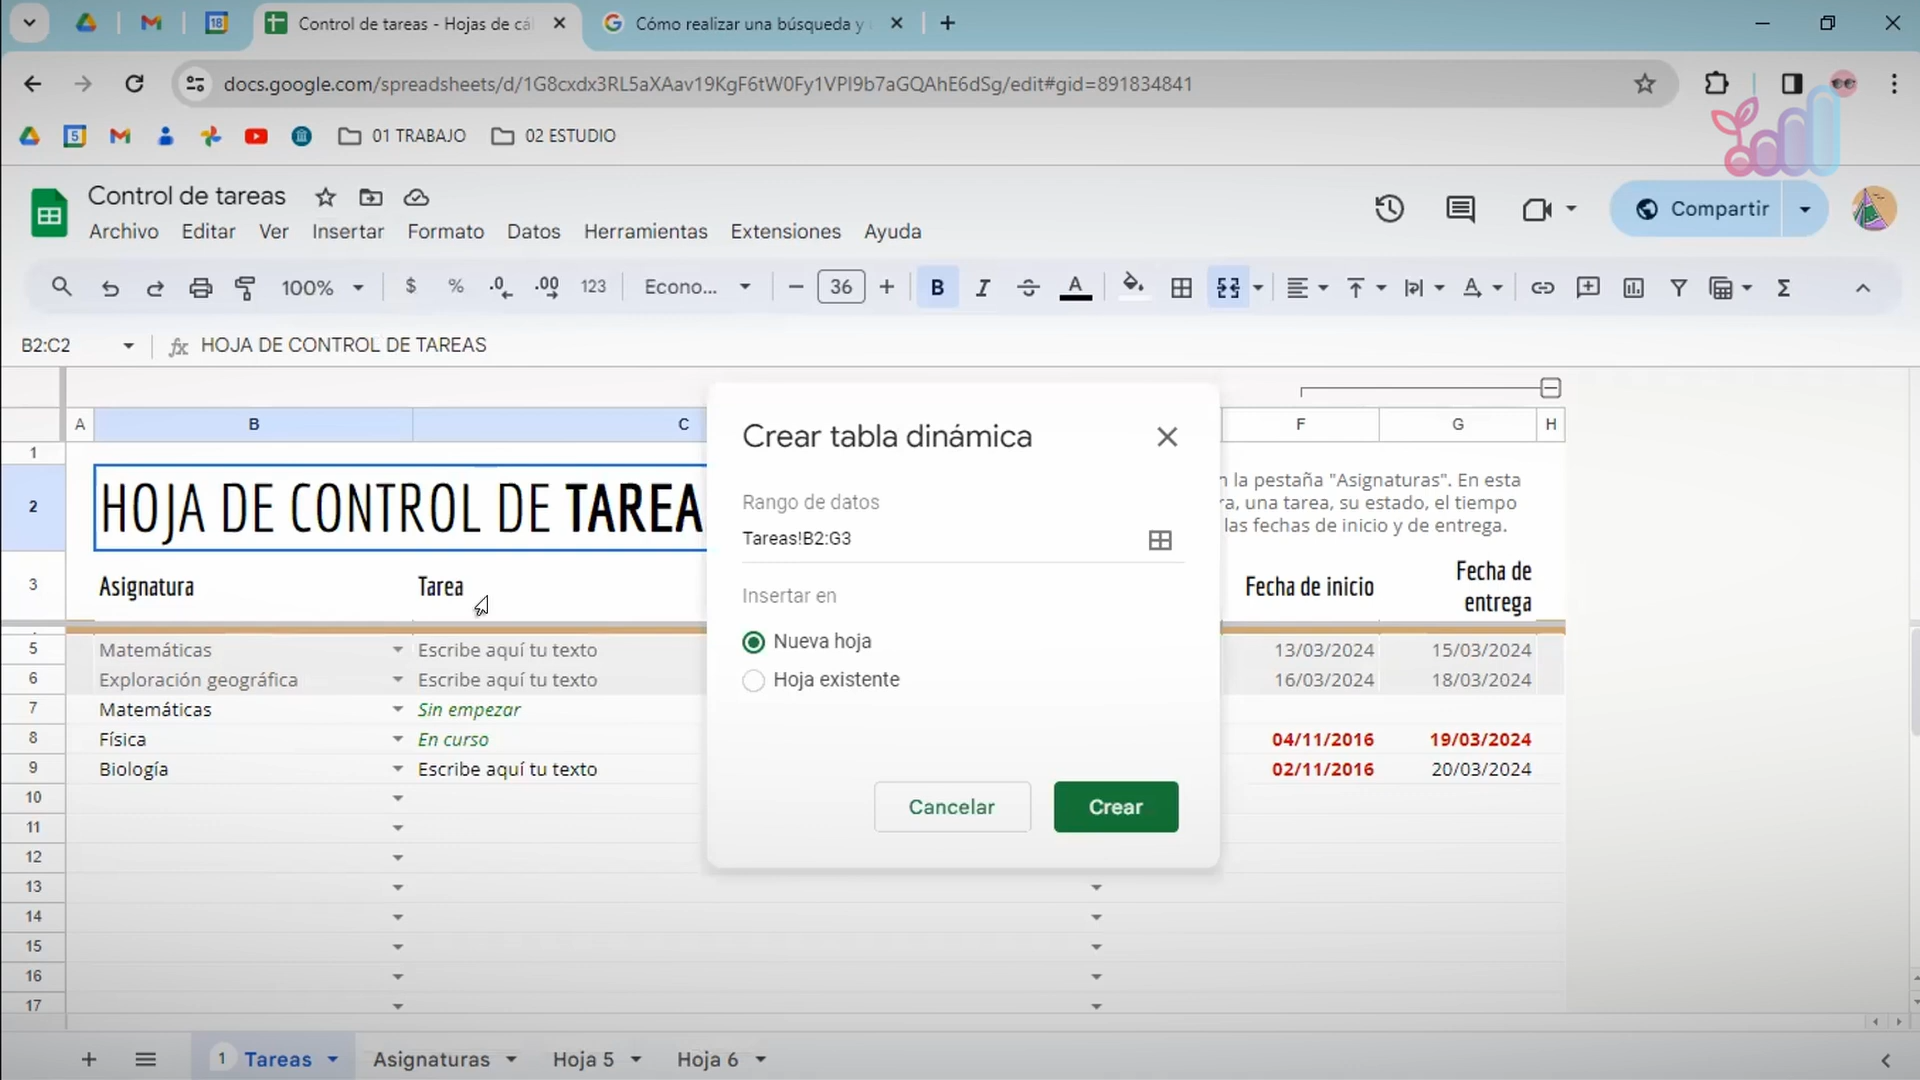 18
Control de tareas - Hojas de cál
Cómo realizar una búsqueda y
docs.google.com/spreadsheets/d/1G8cxdx3RL5aXAav19KgF6tW0Fy1VPI9b7aGQAhE6dSg/edit#gid=891834841
5
01 TRABAJO
02 ESTUDIO
Control de tareas
Archivo Editar Ver Insertar Formato Datos Herramientas Extensiones Ayuda
Compartir
100% $ % .0 .00 123 Econo... 36 B I A
B2:C2 fx HOJA DE CONTROL DE TAREAS
Crear tabla dinámica
Rango de datos
Tareas!B2:G3
Insertar en
Nueva hoja
Hoja existente
Cancelar Crear
A B C F G H
1
2 HOJA DE CONTROL DE TAREA
n la pestaña "Asignaturas". En esta
ra, una tarea, su estado, el tiempo
las fechas de inicio y de entrega.
3 Asignatura Tarea Fecha de inicio Fecha de entrega
5 Matemáticas Escribe aquí tu texto 13/03/2024 15/03/2024
6 Exploración geográfica Escribe aquí tu texto 16/03/2024 18/03/2024
7 Matemáticas Sin empezar
8 Física En curso 04/11/2016 19/03/2024
9 Biología Escribe aquí tu texto 02/11/2016 20/03/2024
10
11
12
13
14
15
16
17
1 Tareas Asignaturas Hoja 5 Hoja 6